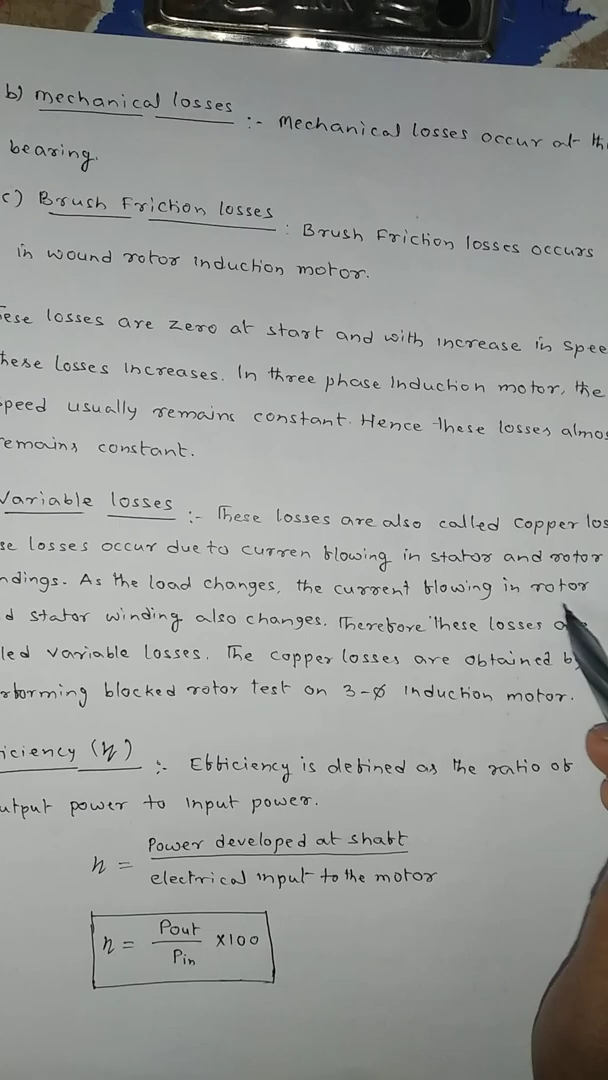 b) mechanical losses :- mechanical losses occur at th
bearing.
c) Brush Friction losses : Brush Friction losses occurs
in wound rotor induction motor.
ese losses are zero at start and with increase in spee
hese losses increases. In three phase Induction motor, the
speed usually remains constant. Hence these losses almos
remains constant.
Variable losses :- These losses are also called copper los
se losses occur due to curren flowing in stator and rotor
ndings. As the load changes, the current flowing in rotor
d stator winding also changes. Therefore these losses a
led variable losses. The copper losses are obtained b
rforming blocked rotor test on 3-ϕ Induction motor.
iciency (η) :- Efficiency is defined as the ratio of
utput power to input power.
η = Power developed at shaft
electrical input to the motor
η = Pout / Pin ×100